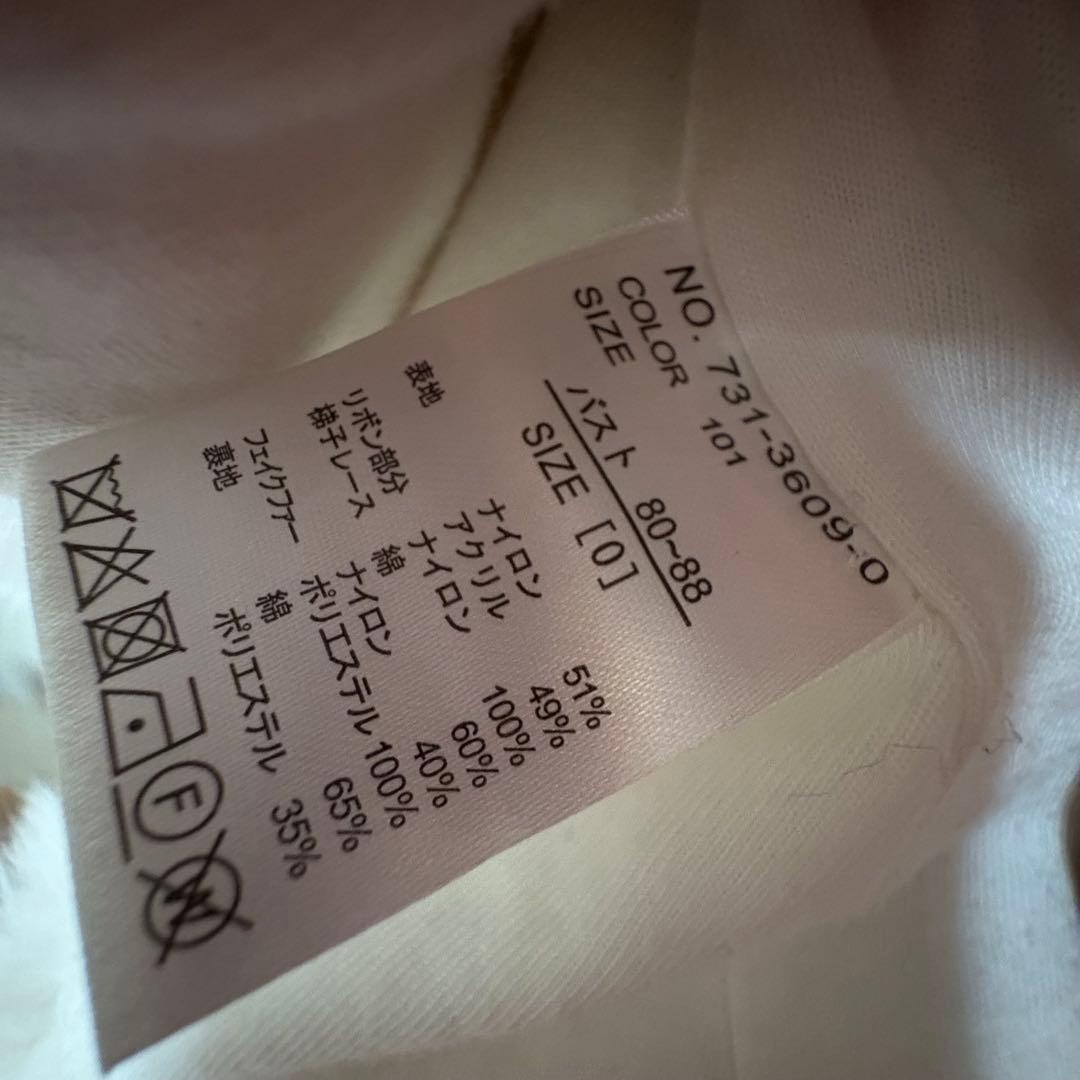 NO. 731-3609-0
COLOR 101
SIZE
バスト 80~88
SIZE [0]
表地 ナイロン 51%
アクリル 49%
リボン部分 ナイロン 100%
梯子レース 綿 60%
ナイロン 40%
フェイクファー ポリエステル 100%
裏地 綿 65%
ポリエステル 35%
F
W